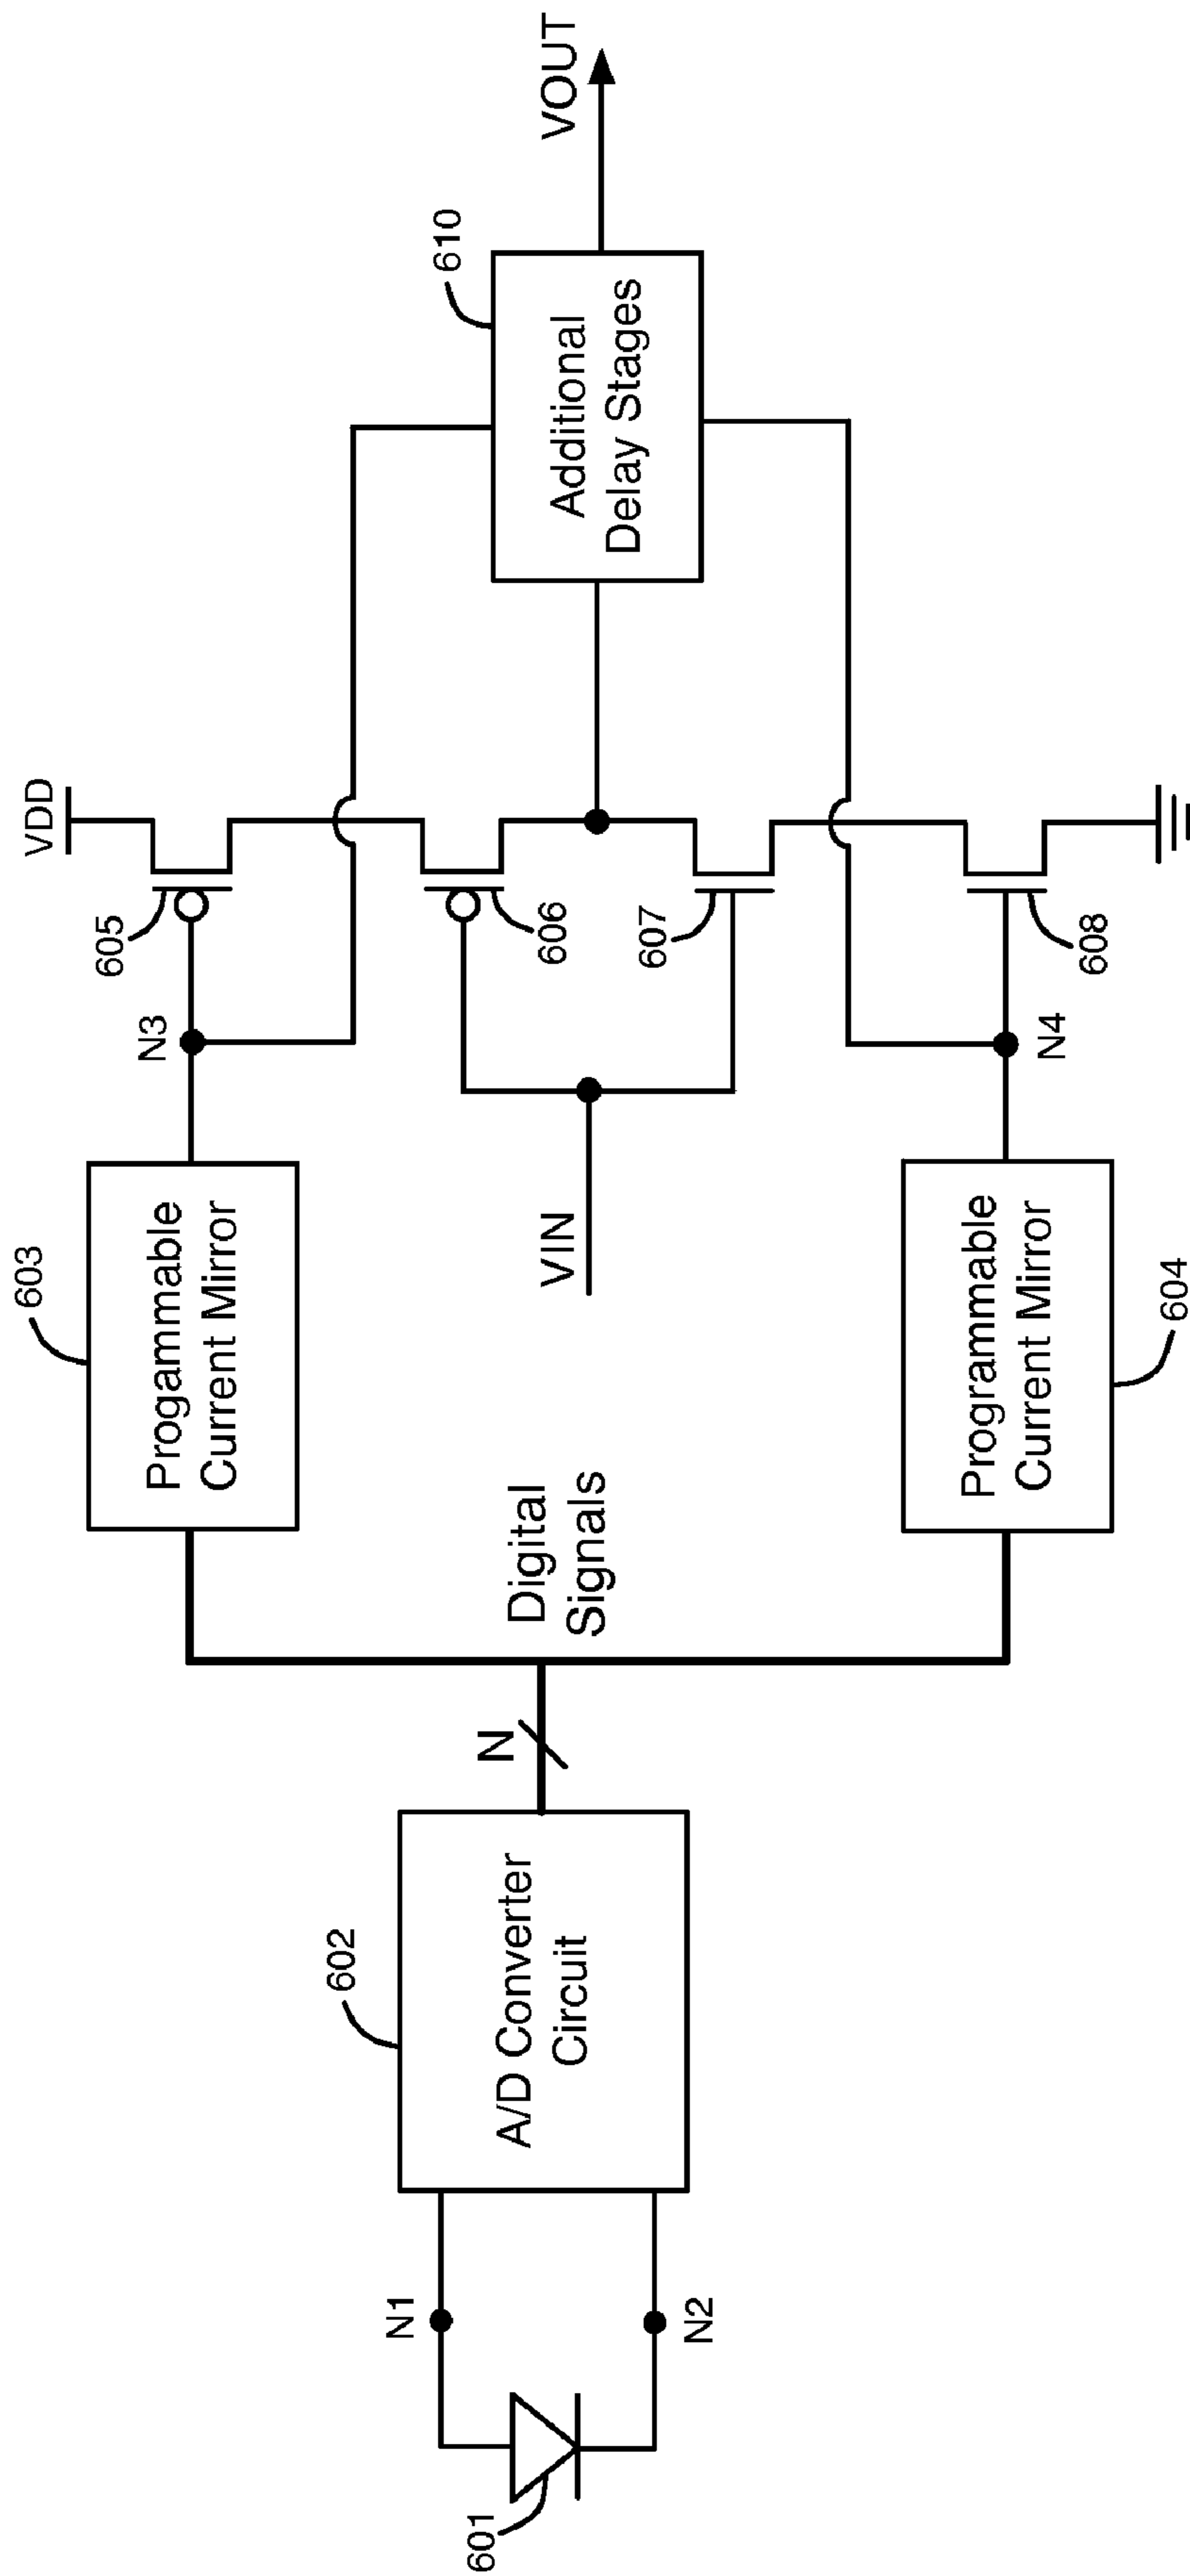 601
N1
N2
602
A/D Converter
Circuit
N
Digital
Signals
603
Progammable
Current Mirror
Programmable
Current Mirror
604
VIN
N3
N4
605
606
607
608
VDD
610
Additional
Delay Stages
VOUT